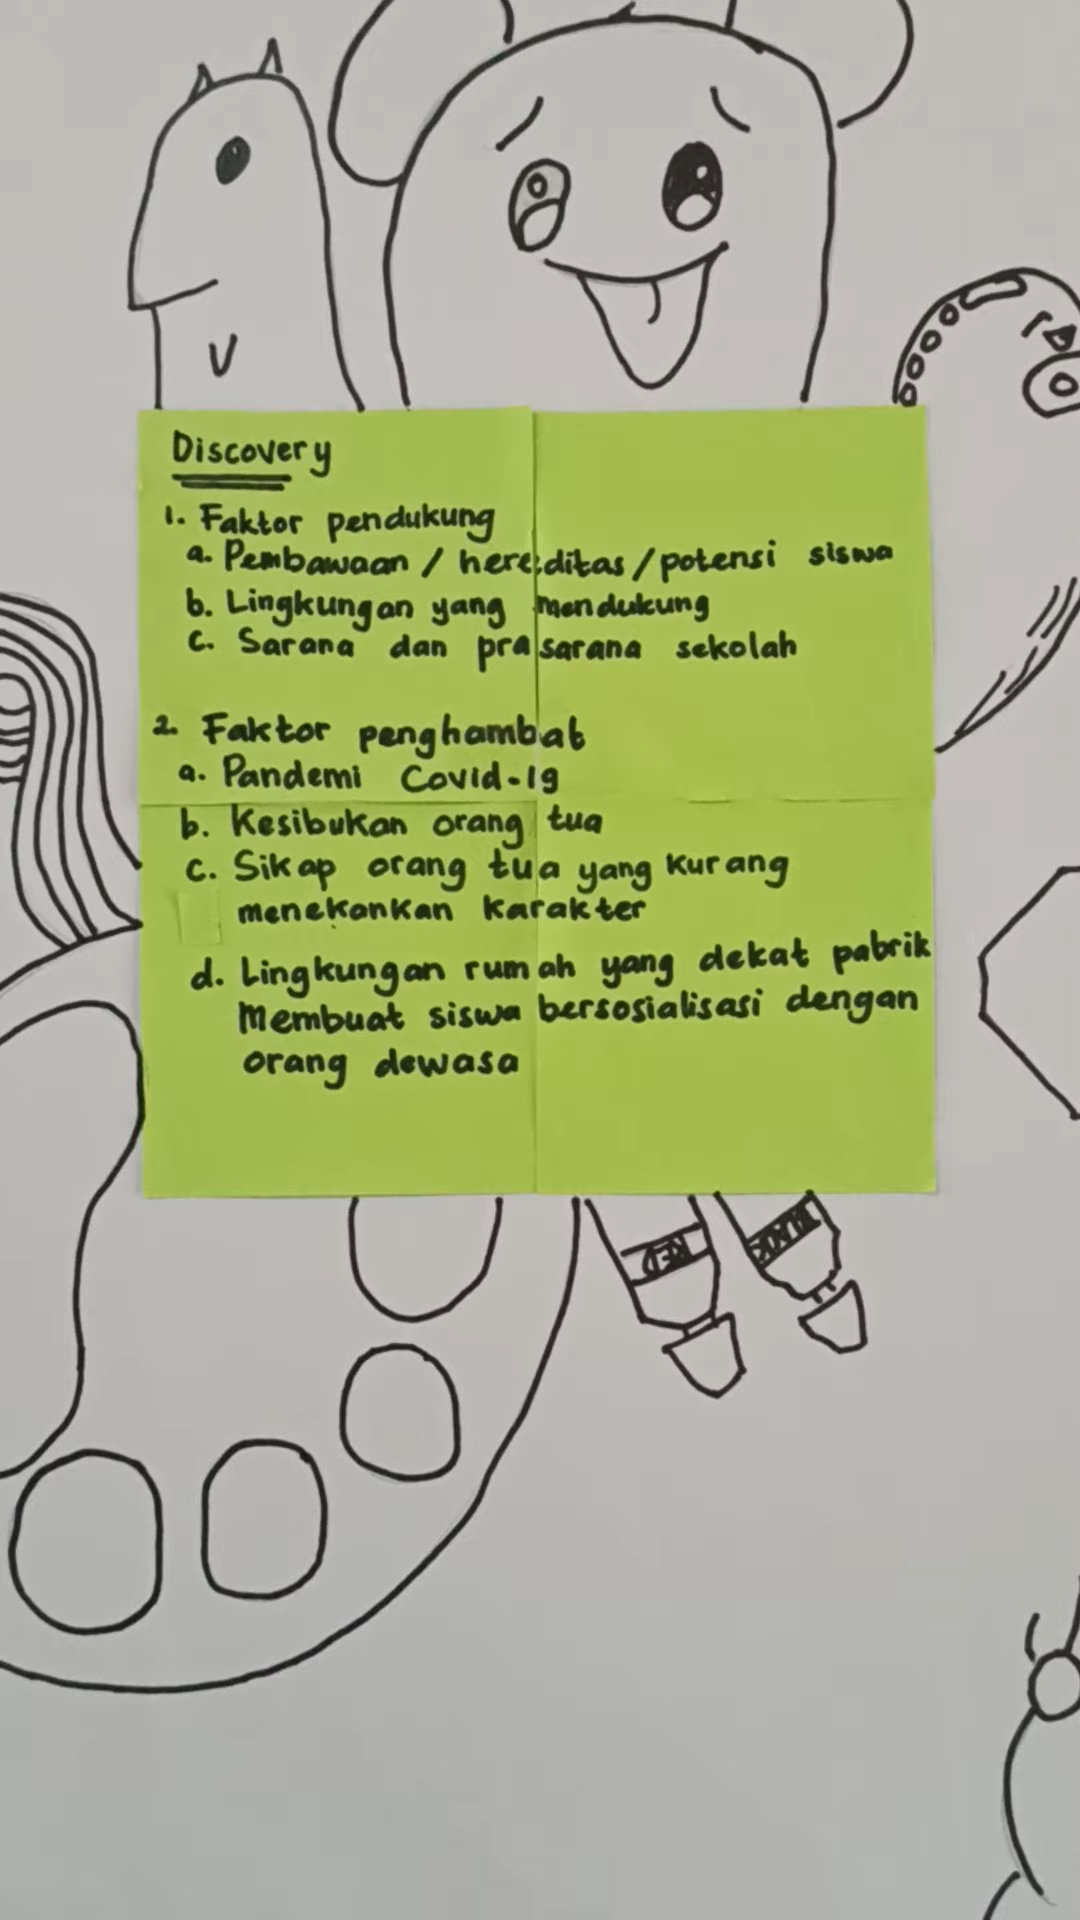 Discovery
1. Faktor pendukung
a. Pembawaan / hereditas / potensi siswa
b. Lingkungan yang mendukung
c. Sarana dan prasarana sekolah
2. Faktor penghambat
a. Pandemi Covid-19
b. Kesibukan orang tua
c. Sikap orang tua yang kurang
menekankan karakter
d. Lingkungan rumah yang dekat pabrik
Membuat siswa bersosialisasi dengan
orang dewasa
RED